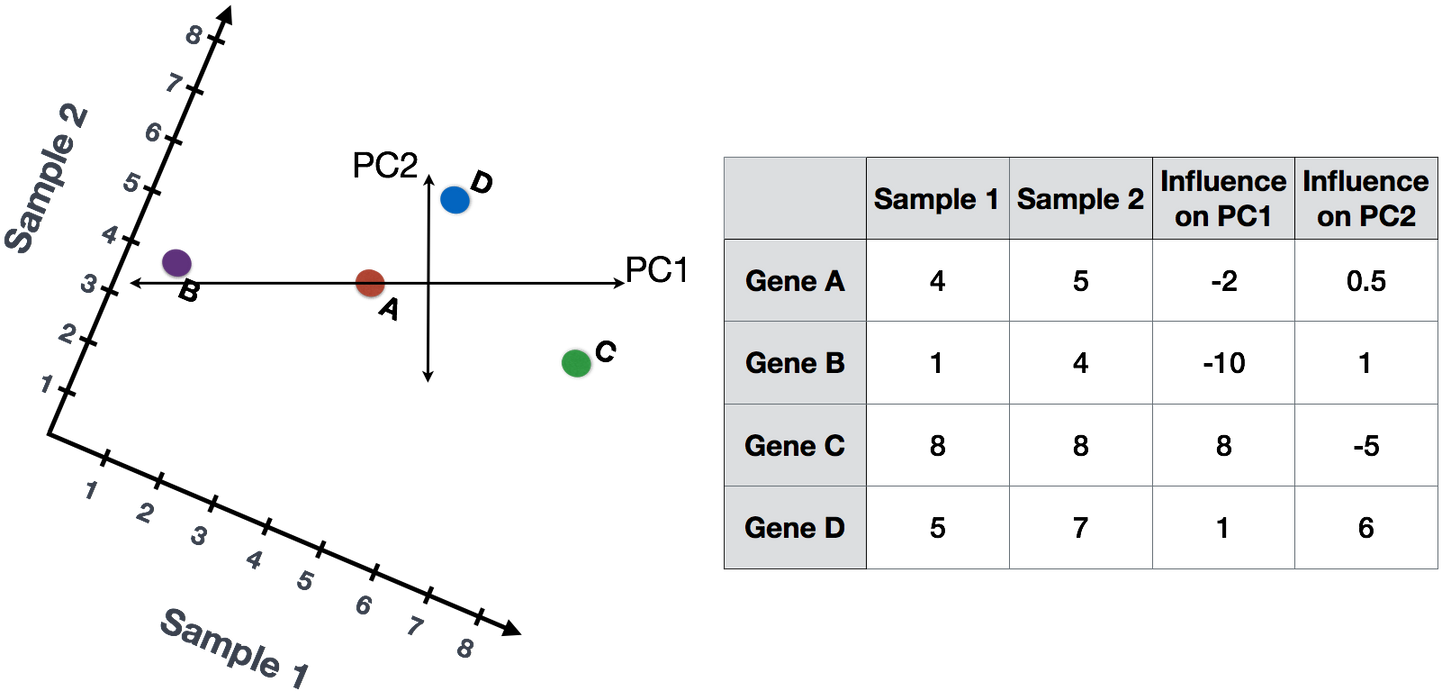 8
7
6
5
4
3
2
1
Sample 2
PC2
D
PC1
B
A
C
1
2
3
4
5
6
7
8
Sample 1
Sample 1 Sample 2 Influence on PC1 Influence on PC2
Gene A 4 5 -2 0.5
Gene B 1 4 -10 1
Gene C 8 8 8 -5
Gene D 5 7 1 6